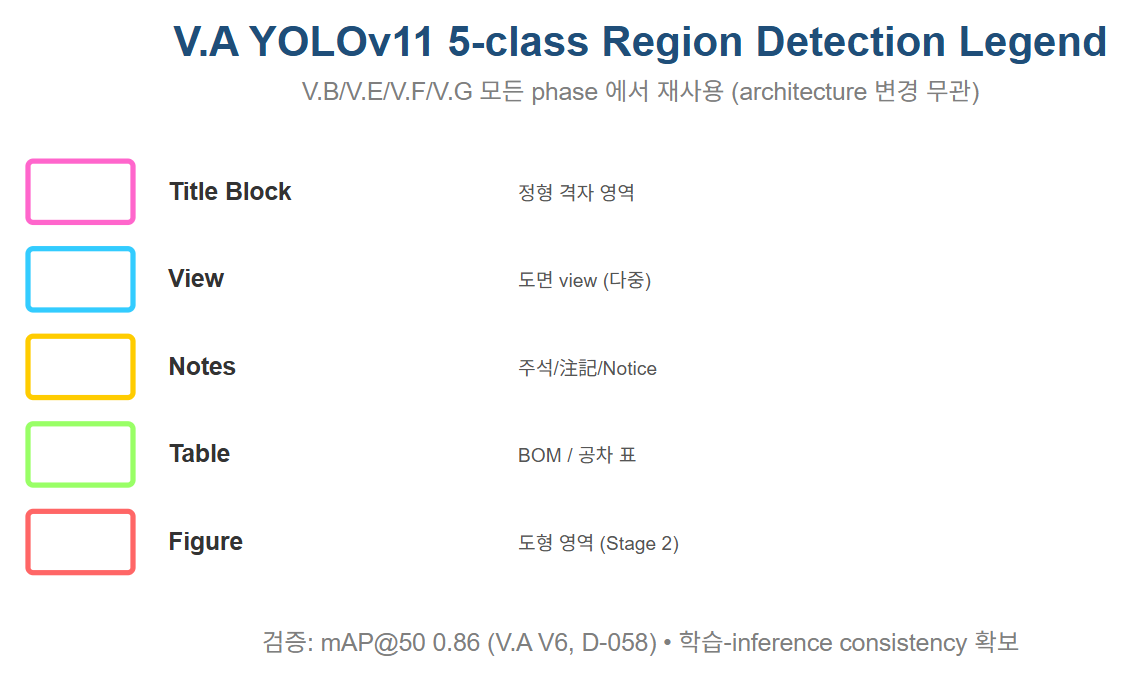 V.A YOLOv11 5-class Region Detection Legend
V.B/V.E/V.F/V.G 모든 phase 에서 재사용 (architecture 변경 무관)
Title Block 정형 격자 영역
View 도면 view (다중)
Notes 주석/注記/Notice
Table BOM / 공차 표
Figure 도형 영역 (Stage 2)
검증: mAP@50 0.86 (V.A V6, D-058) • 학습-inference consistency 확보